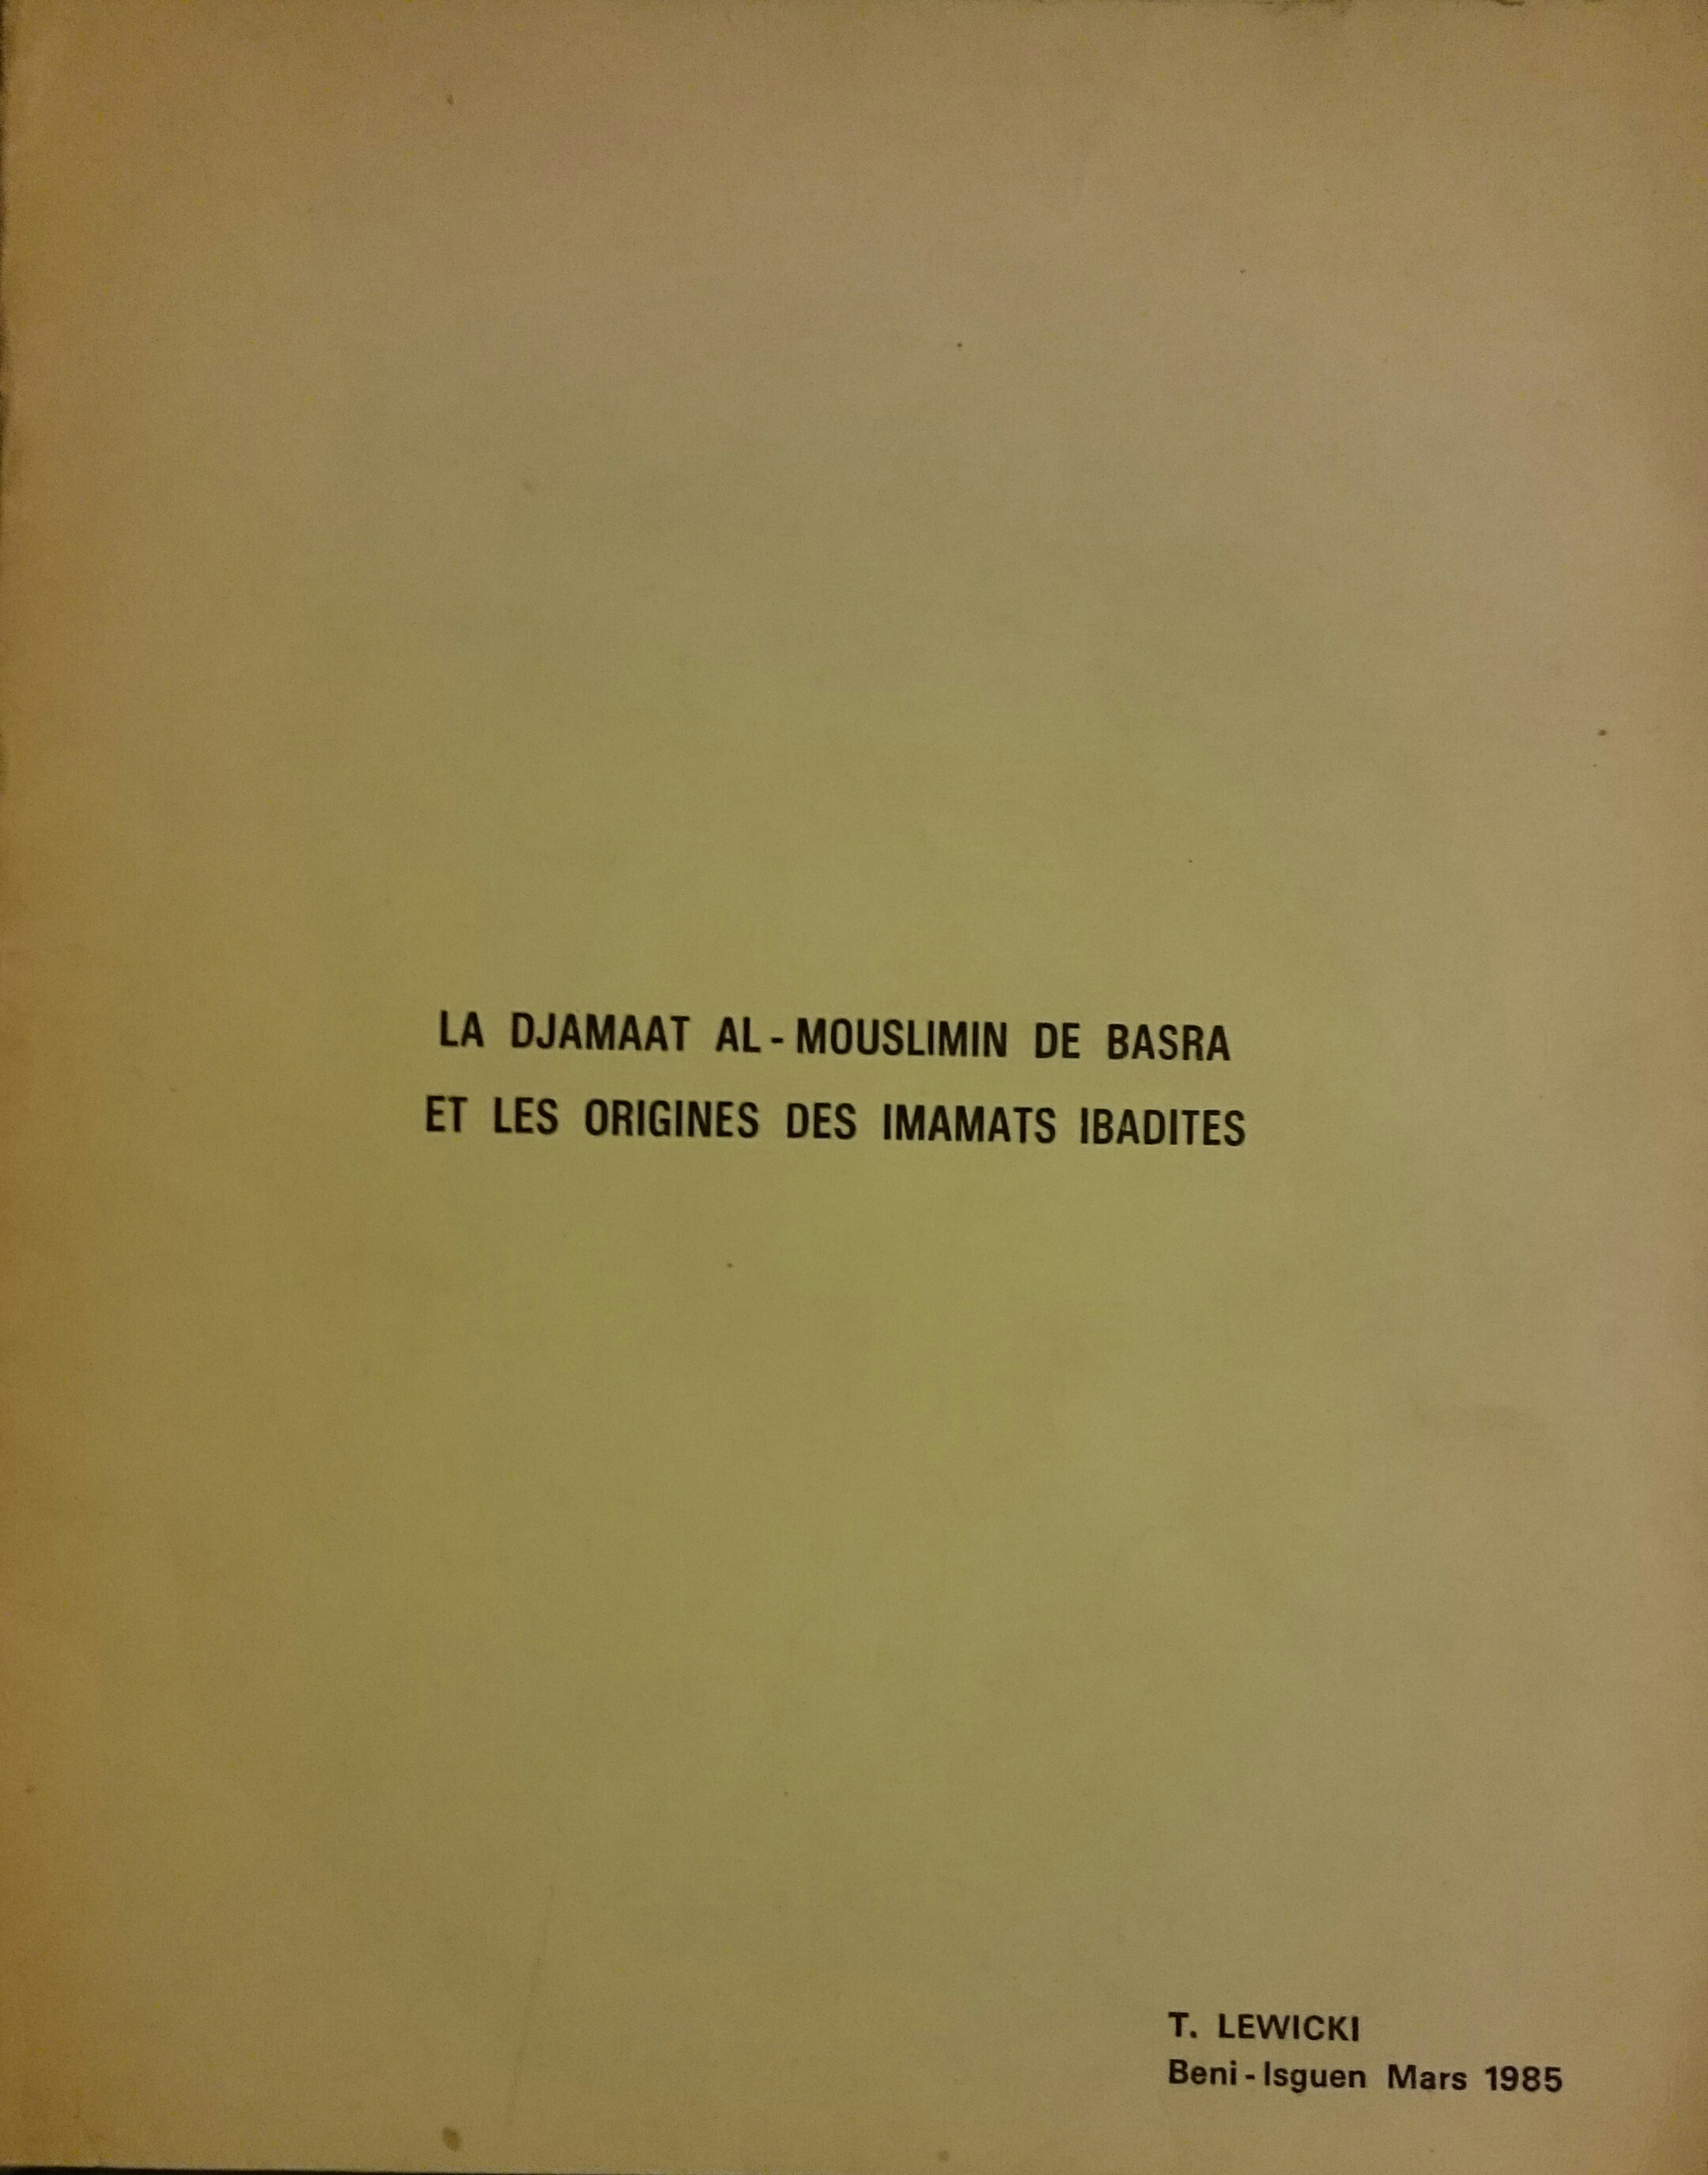 LA DJAMAAT AL - MOUSLIMIN DE BASRA
ET LES ORIGINES DES IMAMATS IBADITES
T. LEWICKI
Beni - Isguen Mars 1985